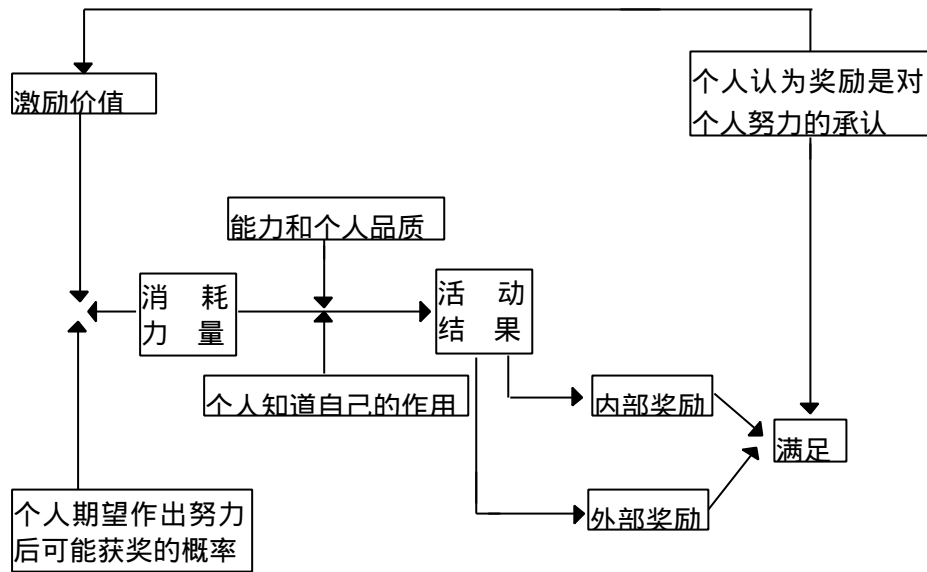 激励价值
个人认为奖励是对
个人努力的承认
能力和个人品质
消 耗
力 量
活 动
结 果
个人知道自己的作用
内部奖励
满足
个人期望作出努力
后可能获奖的概率
外部奖励